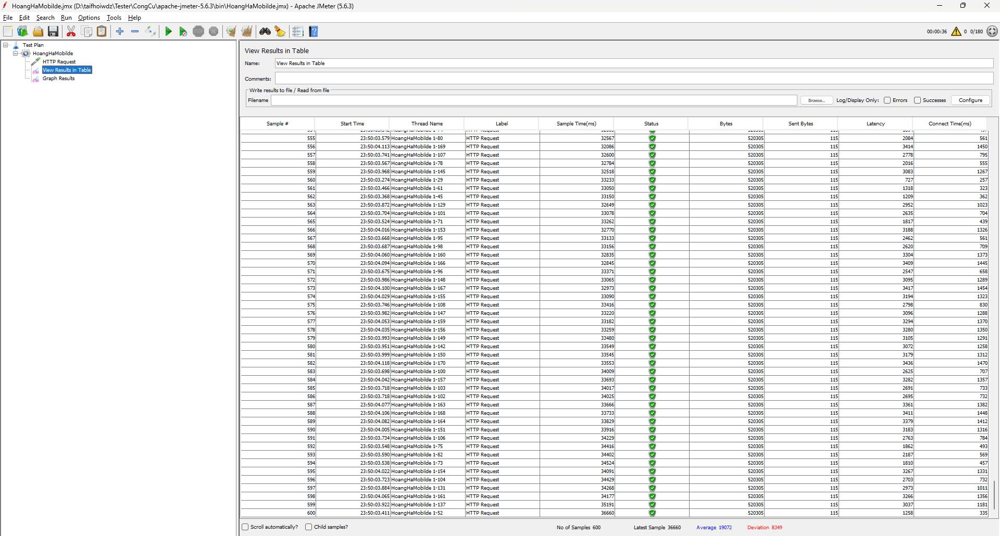 HoangHaMobilde.jmx (D:\taifhoiwdz\Tester\CongCu\apache-jmeter-5.6.3\bin\HoangHaMobilde.jmx) - Apache JMeter (5.6.3)
File Edit Search Run Options Tools Help
00:00:36 0 0/180
Test Plan
HoangHaMobilde
HTTP Request
View Results in Table
Graph Results
View Results in Table
Name: View Results in Table
Comments:
Write results to file / Read from file
Filename Browse... Log/Display Only: Errors Successes Configure
Sample # Start Time Thread Name Label Sample Time(ms) Status Bytes Sent Bytes Latency Connect Time(ms)
555 23:50:03.579 HoangHaMobilde 1-80 HTTP Request 32567 520305 115 2084 561
556 23:50:04.113 HoangHaMobilde 1-169 HTTP Request 32086 520305 115 3414 1450
557 23:50:03.741 HoangHaMobilde 1-107 HTTP Request 32600 520305 115 2778 795
558 23:50:03.567 HoangHaMobilde 1-78 HTTP Request 32784 520305 115 2016 555
559 23:50:03.968 HoangHaMobilde 1-145 HTTP Request 32518 520305 115 3083 1267
560 23:50:03.274 HoangHaMobilde 1-29 HTTP Request 33233 520305 115 727 257
561 23:50:03.466 HoangHaMobilde 1-61 HTTP Request 33050 520305 115 1318 323
562 23:50:03.368 HoangHaMobilde 1-45 HTTP Request 33150 520305 115 1209 362
563 23:50:03.872 HoangHaMobilde 1-129 HTTP Request 32649 520305 115 2952 1023
564 23:50:03.704 HoangHaMobilde 1-101 HTTP Request 33078 520305 115 2635 704
565 23:50:03.524 HoangHaMobilde 1-71 HTTP Request 33262 520305 115 1817 439
566 23:50:04.016 HoangHaMobilde 1-153 HTTP Request 32770 520305 115 3188 1326
567 23:50:03.668 HoangHaMobilde 1-95 HTTP Request 33133 520305 115 2462 561
568 23:50:03.687 HoangHaMobilde 1-98 HTTP Request 33156 520305 115 2620 709
569 23:50:04.060 HoangHaMobilde 1-160 HTTP Request 32835 520305 115 3304 1373
570 23:50:04.094 HoangHaMobilde 1-166 HTTP Request 32845 520305 115 3409 1445
571 23:50:03.675 HoangHaMobilde 1-96 HTTP Request 33371 520305 115 2547 658
572 23:50:03.986 HoangHaMobilde 1-148 HTTP Request 33065 520305 115 3095 1289
573 23:50:04.100 HoangHaMobilde 1-167 HTTP Request 32973 520305 115 3417 1454
574 23:50:04.029 HoangHaMobilde 1-155 HTTP Request 33090 520305 115 3194 1323
575 23:50:03.746 HoangHaMobilde 1-108 HTTP Request 33416 520305 115 2798 830
576 23:50:03.982 HoangHaMobilde 1-147 HTTP Request 33220 520305 115 3096 1288
577 23:50:04.053 HoangHaMobilde 1-159 HTTP Request 33182 520305 115 3294 1370
578 23:50:04.035 HoangHaMobilde 1-156 HTTP Request 33259 520305 115 3280 1350
579 23:50:03.993 HoangHaMobilde 1-149 HTTP Request 33480 520305 115 3105 1291
580 23:50:03.951 HoangHaMobilde 1-142 HTTP Request 33549 520305 115 3072 1258
581 23:50:03.999 HoangHaMobilde 1-150 HTTP Request 33545 520305 115 3179 1312
582 23:50:04.118 HoangHaMobilde 1-170 HTTP Request 33553 520305 115 3436 1470
583 23:50:03.698 HoangHaMobilde 1-100 HTTP Request 34009 520305 115 2625 707
584 23:50:04.042 HoangHaMobilde 1-157 HTTP Request 33693 520305 115 3282 1357
585 23:50:03.718 HoangHaMobilde 1-103 HTTP Request 34017 520305 115 2691 733
586 23:50:03.718 HoangHaMobilde 1-102 HTTP Request 34025 520305 115 2695 732
587 23:50:04.077 HoangHaMobilde 1-163 HTTP Request 33666 520305 115 3361 1382
588 23:50:04.106 HoangHaMobilde 1-168 HTTP Request 33733 520305 115 3411 1448
589 23:50:04.082 HoangHaMobilde 1-164 HTTP Request 33829 520305 115 3379 1412
590 23:50:04.005 HoangHaMobilde 1-151 HTTP Request 33916 520305 115 3183 1316
591 23:50:03.734 HoangHaMobilde 1-106 HTTP Request 34229 520305 115 2763 784
592 23:50:03.548 HoangHaMobilde 1-75 HTTP Request 34416 520305 115 1862 493
593 23:50:03.590 HoangHaMobilde 1-82 HTTP Request 34402 520305 115 2187 569
594 23:50:03.538 HoangHaMobilde 1-73 HTTP Request 34524 520305 115 1810 457
595 23:50:04.022 HoangHaMobilde 1-154 HTTP Request 34091 520305 115 3267 1331
596 23:50:03.723 HoangHaMobilde 1-104 HTTP Request 34429 520305 115 2703 732
597 23:50:03.884 HoangHaMobilde 1-131 HTTP Request 34268 520305 115 2973 1011
598 23:50:04.065 HoangHaMobilde 1-161 HTTP Request 34177 520305 115 3266 1356
599 23:50:03.922 HoangHaMobilde 1-137 HTTP Request 35191 520305 115 3037 1181
600 23:50:03.411 HoangHaMobilde 1-52 HTTP Request 36660 520305 115 1258 335
Scroll automatically? Child samples? No of Samples 600 Latest Sample 36660 Average 19072 Deviation 8349